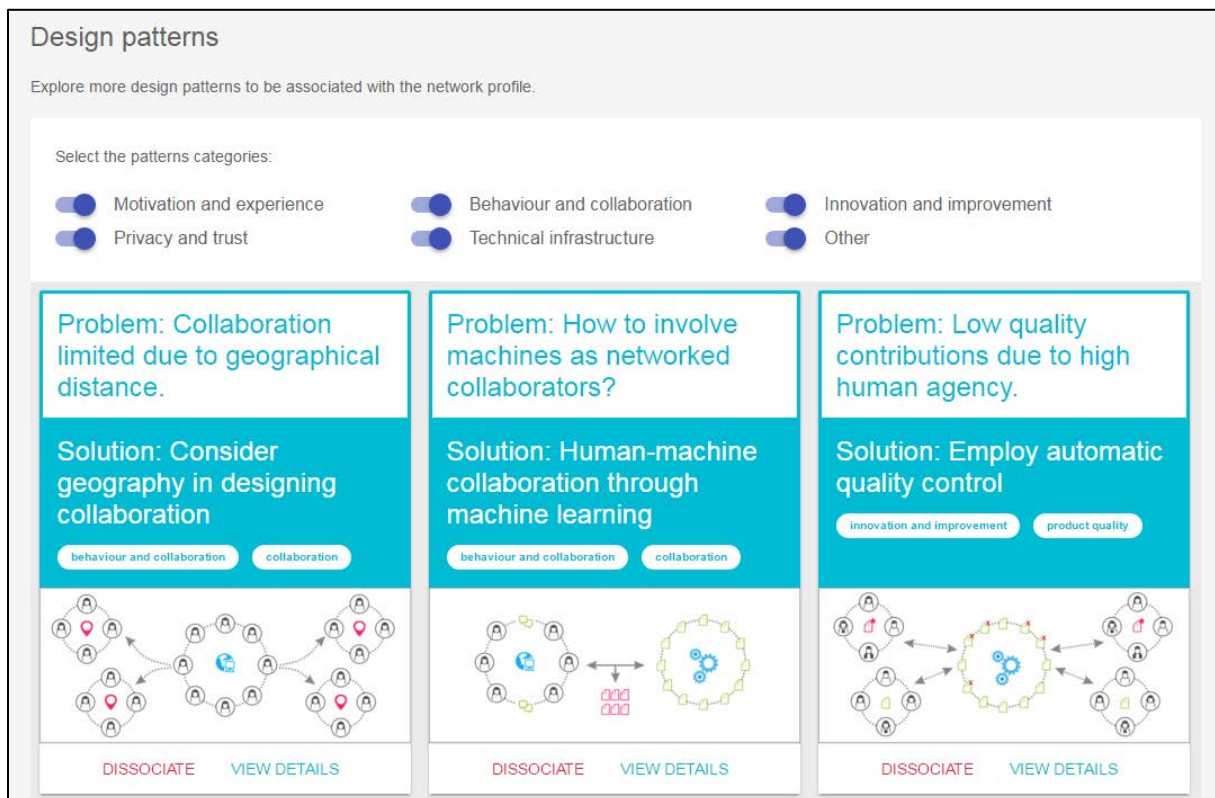 Design patterns
Explore more design patterns to be associated with the network profile.
Select the patterns categories:
Motivation and experience
Behaviour and collaboration
Innovation and improvement
Privacy and trust
Technical infrastructure
Other
Problem: Collaboration
limited due to geographical
distance.
Solution: Consider
geography in designing
collaboration
behaviour and collaboration
collaboration
DISSOCIATE
VIEW DETAILS
Problem: How to involve
machines as networked
collaborators?
Solution: Human-machine
collaboration through
machine learning
behaviour and collaboration
collaboration
DISSOCIATE
VIEW DETAILS
Problem: Low quality
contributions due to high
human agency.
Solution: Employ automatic
quality control
innovation and improvement
product quality
DISSOCIATE
VIEW DETAILS